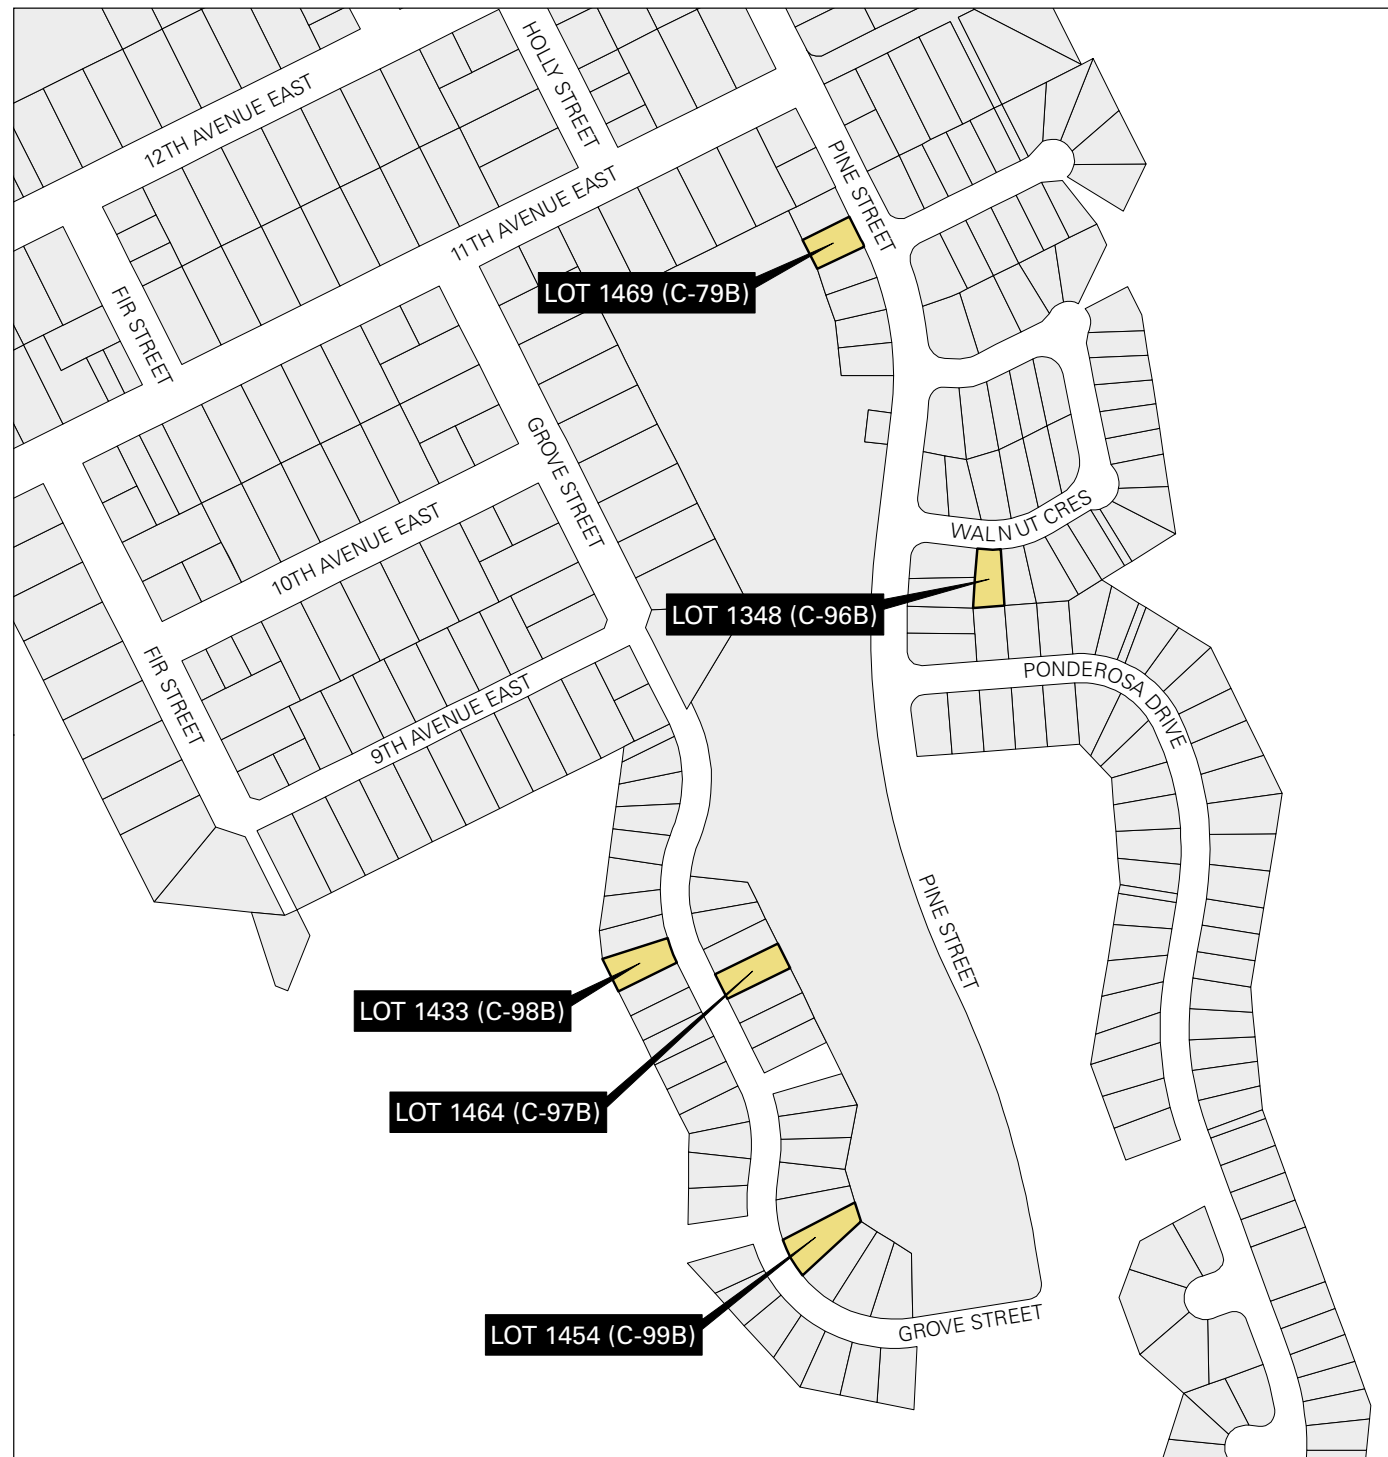 HOLLY STREET
12TH AVENUE EAST
PINE STREET
11TH AVENUE EAST
LOT 1469 (C-79B)
FIR STREET
GROVE STREET
WALNUT CRES
10TH AVENUE EAST
LOT 1348 (C-96B)
PONDEROSA DRIVE
FIR STREET
9TH AVENUE EAST
PINE STREET
LOT 1433 (C-98B)
LOT 1464 (C-97B)
LOT 1454 (C-99B)
GROVE STREET